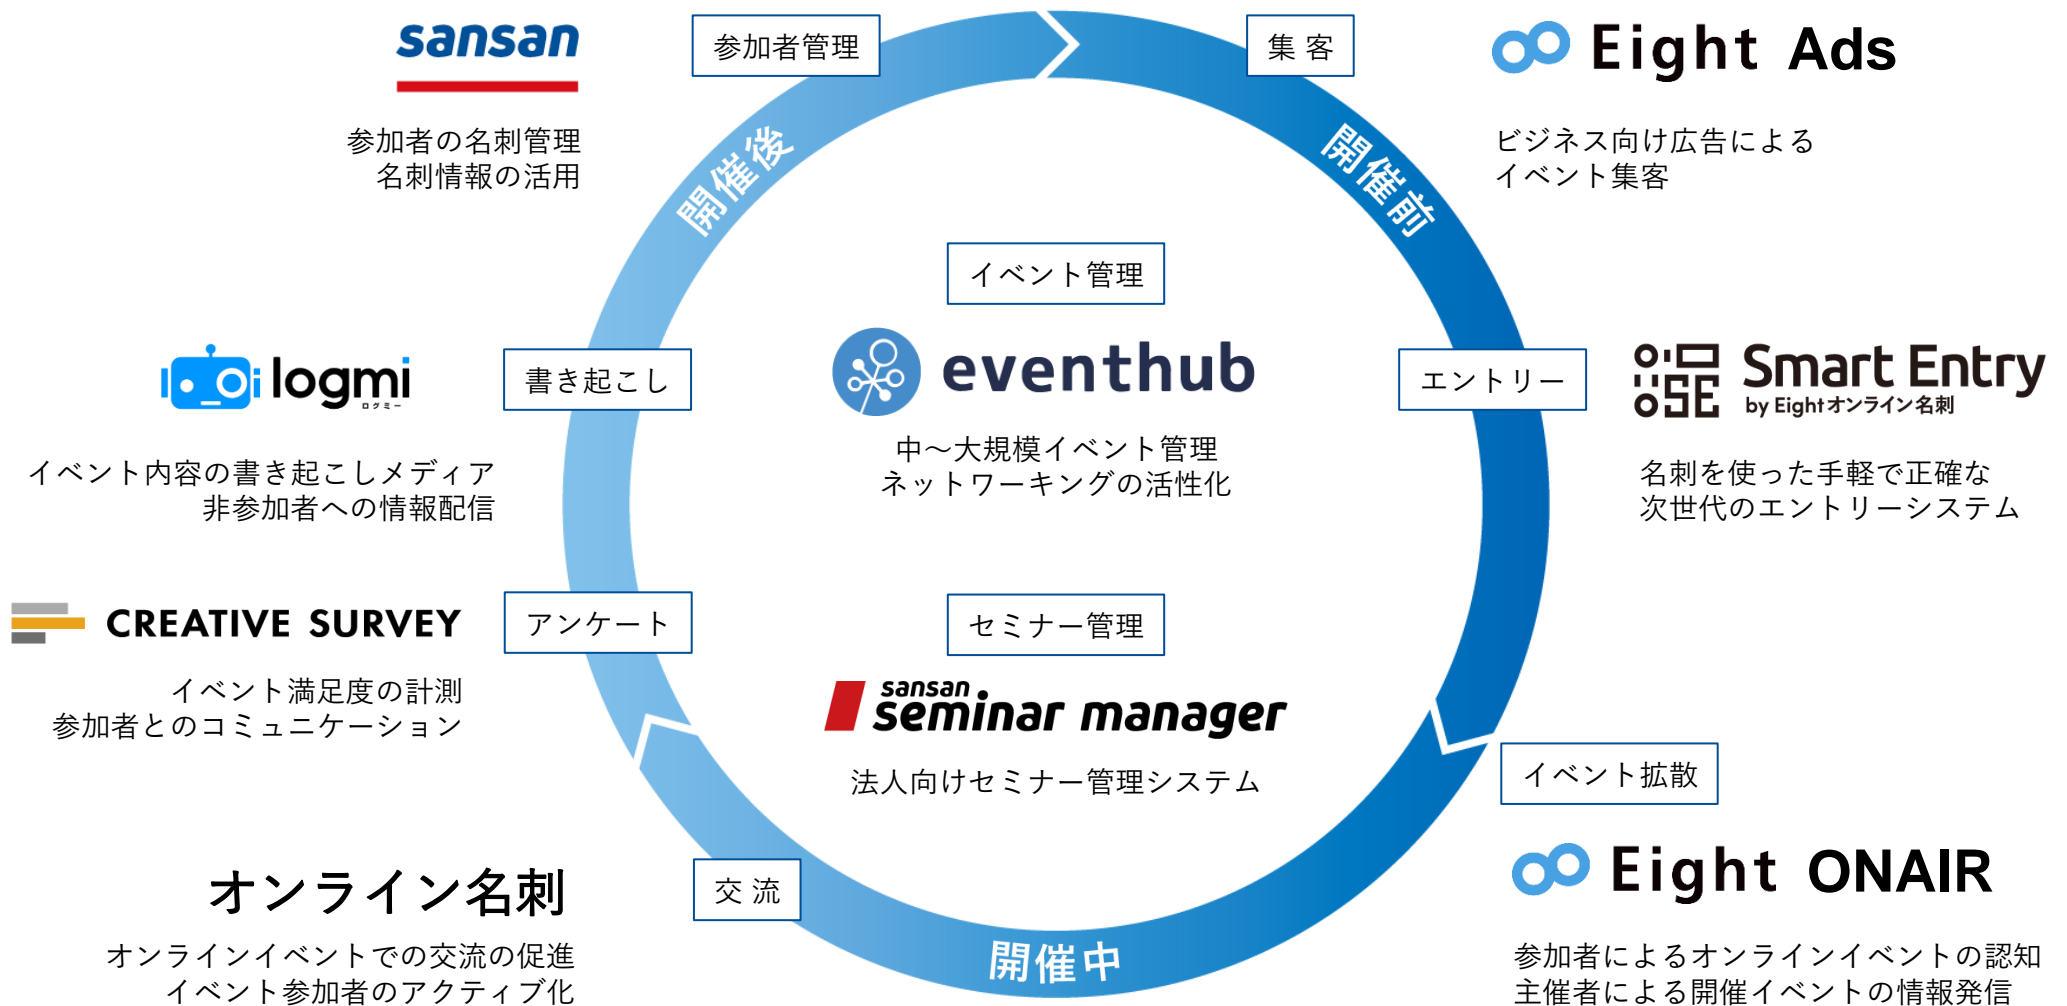 sansan
参加者の名刺管理
名刺情報の活用
参加者管理
集 客
Eight Ads
ビジネス向け広告による
イベント集客
開催後
開催前
イベント管理
eventhub
中〜大規模イベント管理
ネットワーキングの活性化
logmi
ログミー
書き起こし
イベント内容の書き起こしメディア
非参加者への情報配信
エントリー
Smart Entry
by Eightオンライン名刺
名刺を使った手軽で正確な
次世代のエントリーシステム
CREATIVE SURVEY
アンケート
イベント満足度の計測
参加者とのコミュニケーション
セミナー管理
sansan
seminar manager
法人向けセミナー管理システム
イベント拡散
Eight ONAIR
参加者によるオンラインイベントの認知
主催者による開催イベントの情報発信
オンライン名刺
交 流
オンラインイベントでの交流の促進
イベント参加者のアクティブ化
開催中